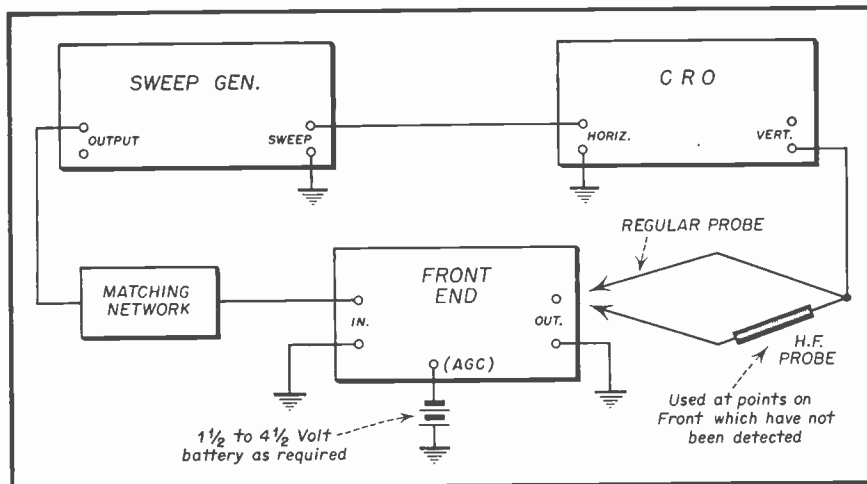 SWEEP GEN.
OUTPUT
SWEEP
C R O
HORIZ.
VERT.
REGULAR PROBE
MATCHING
NETWORK
FRONT
END
IN.
OUT.
(AGC)
H.F.
PROBE
Used at points on
Front which have not
been detected
1½ to 4½ Volt
battery as required